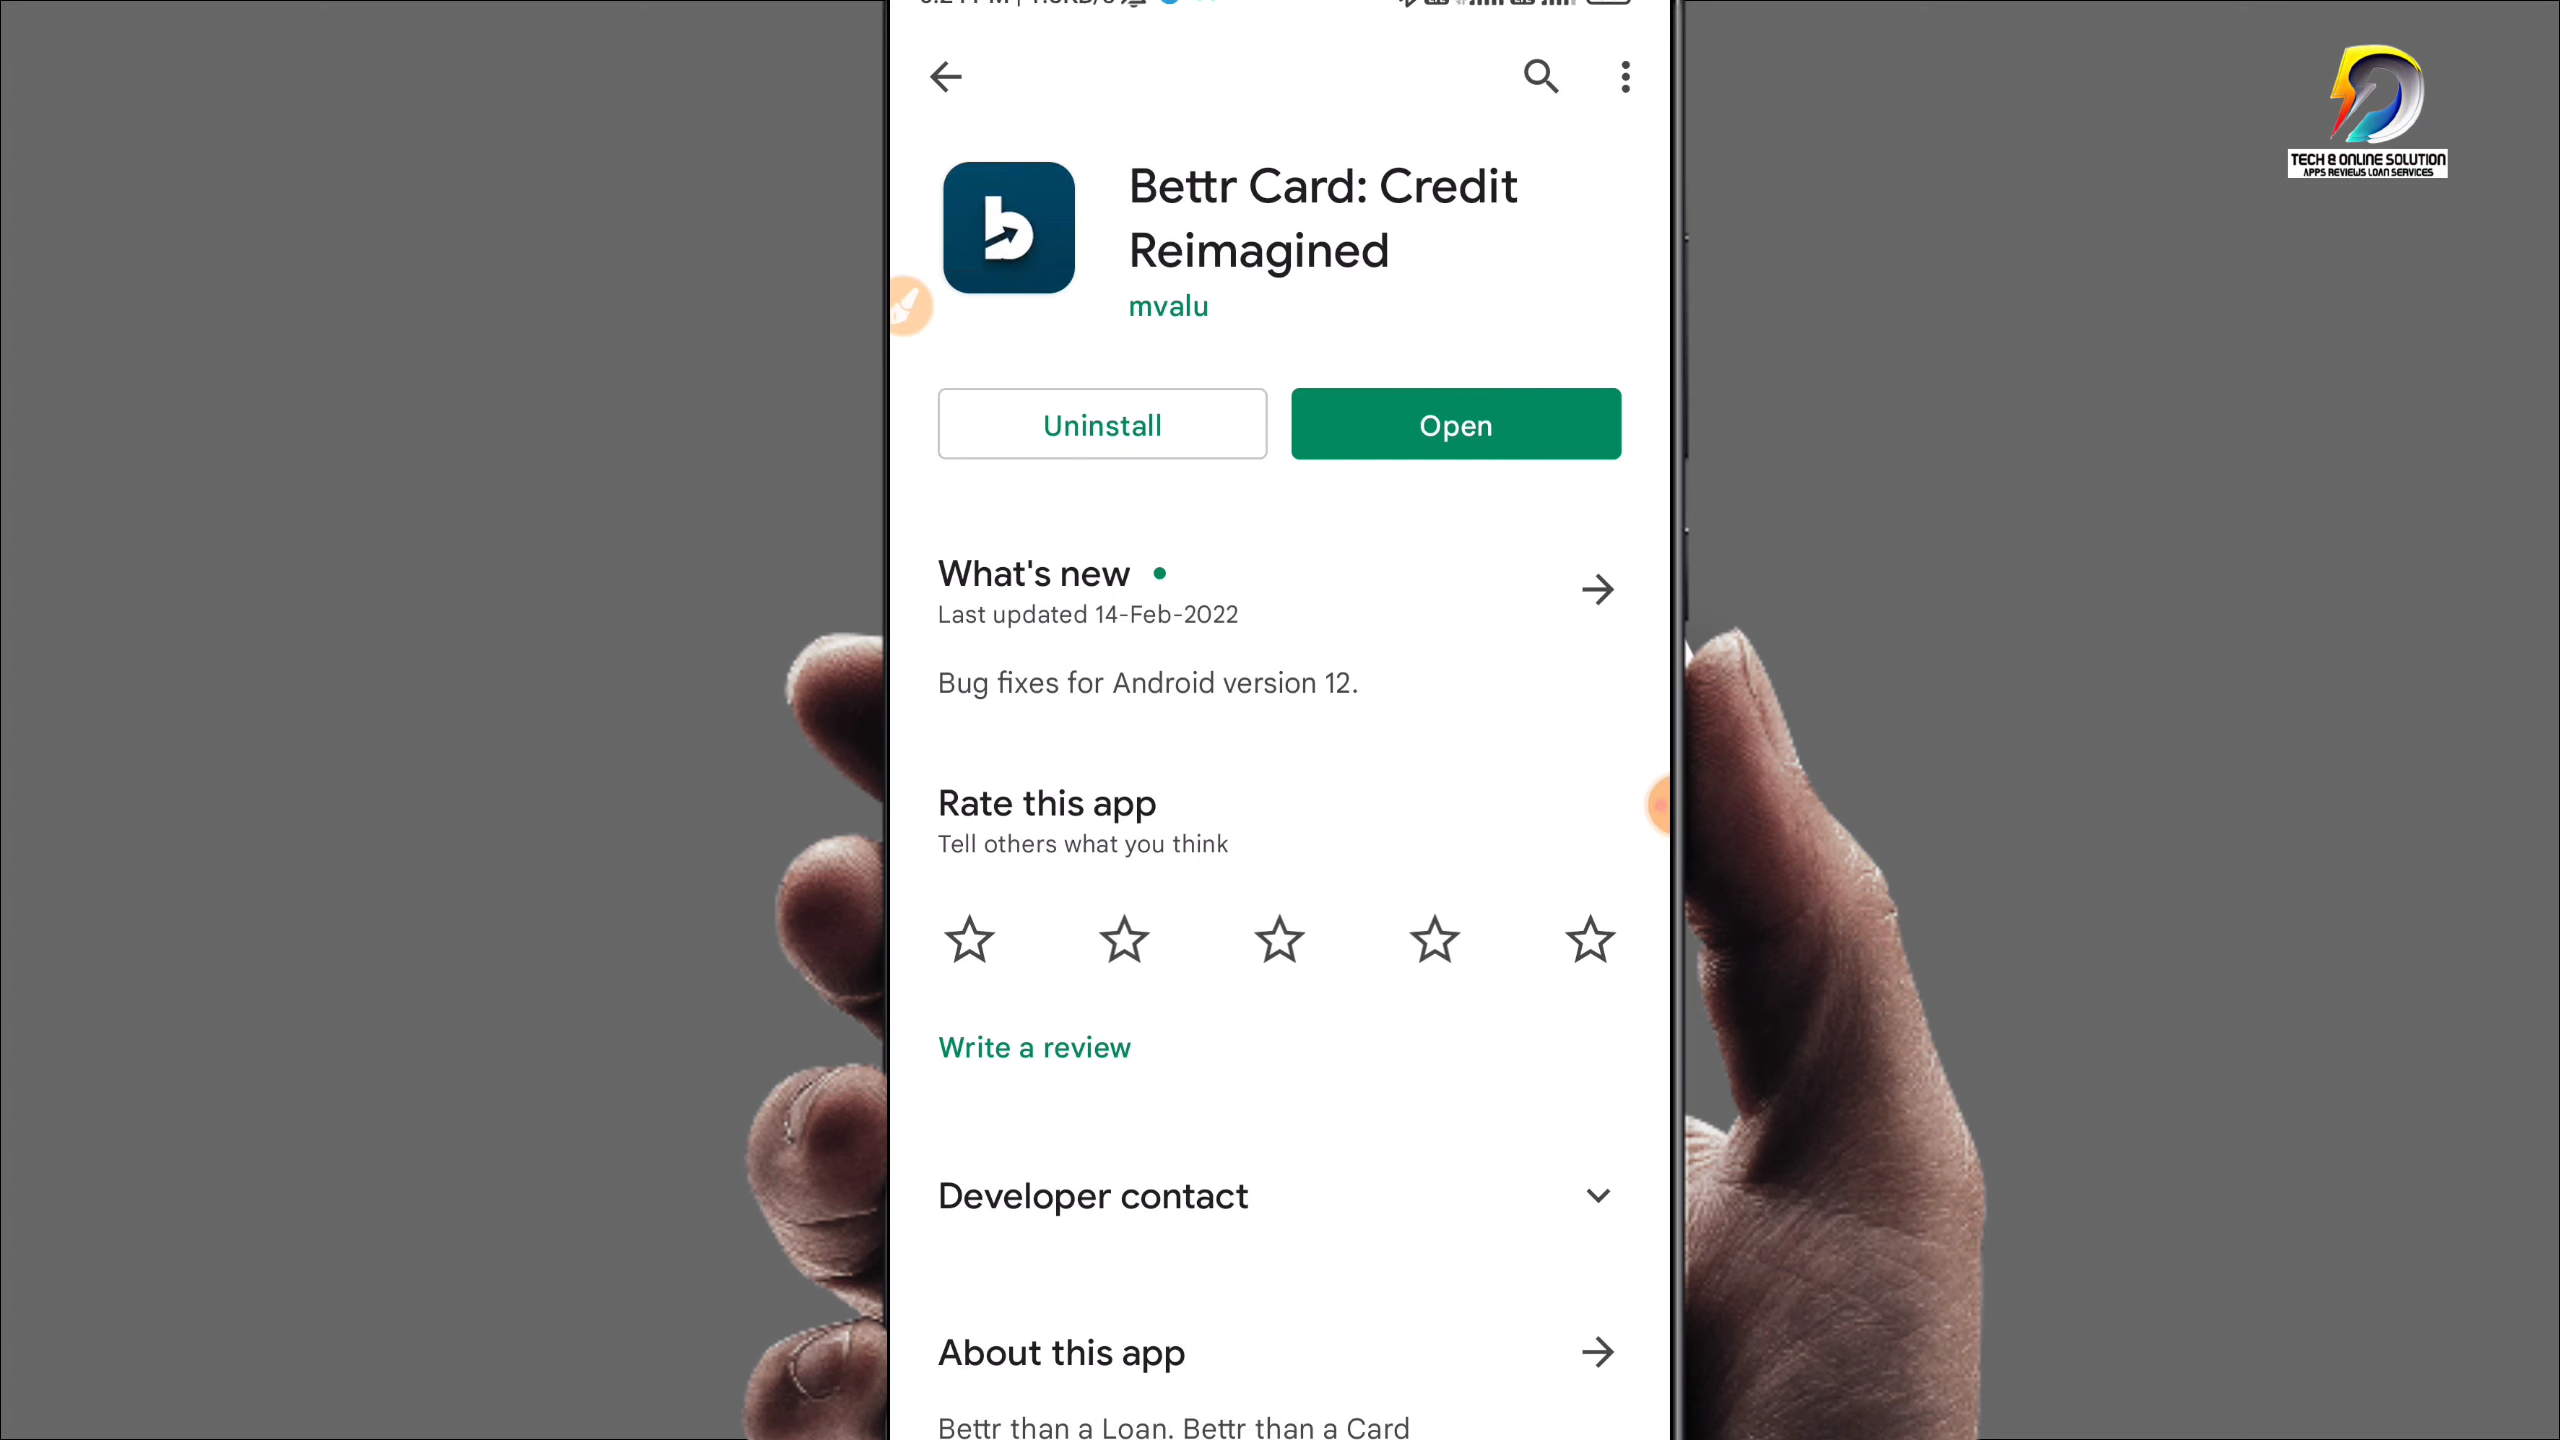 TECH & ONLINE SOLUTION
APPS REVIEWS LOAN SERVICES
Bettr Card: Credit
Reimagined
mvalu
Uninstall
Open
What's new
Last updated 14-Feb-2022
Bug fixes for Android version 12.
Rate this app
Tell others what you think
Write a review
Developer contact
About this app
Bettr than a Loan. Bettr than a Card